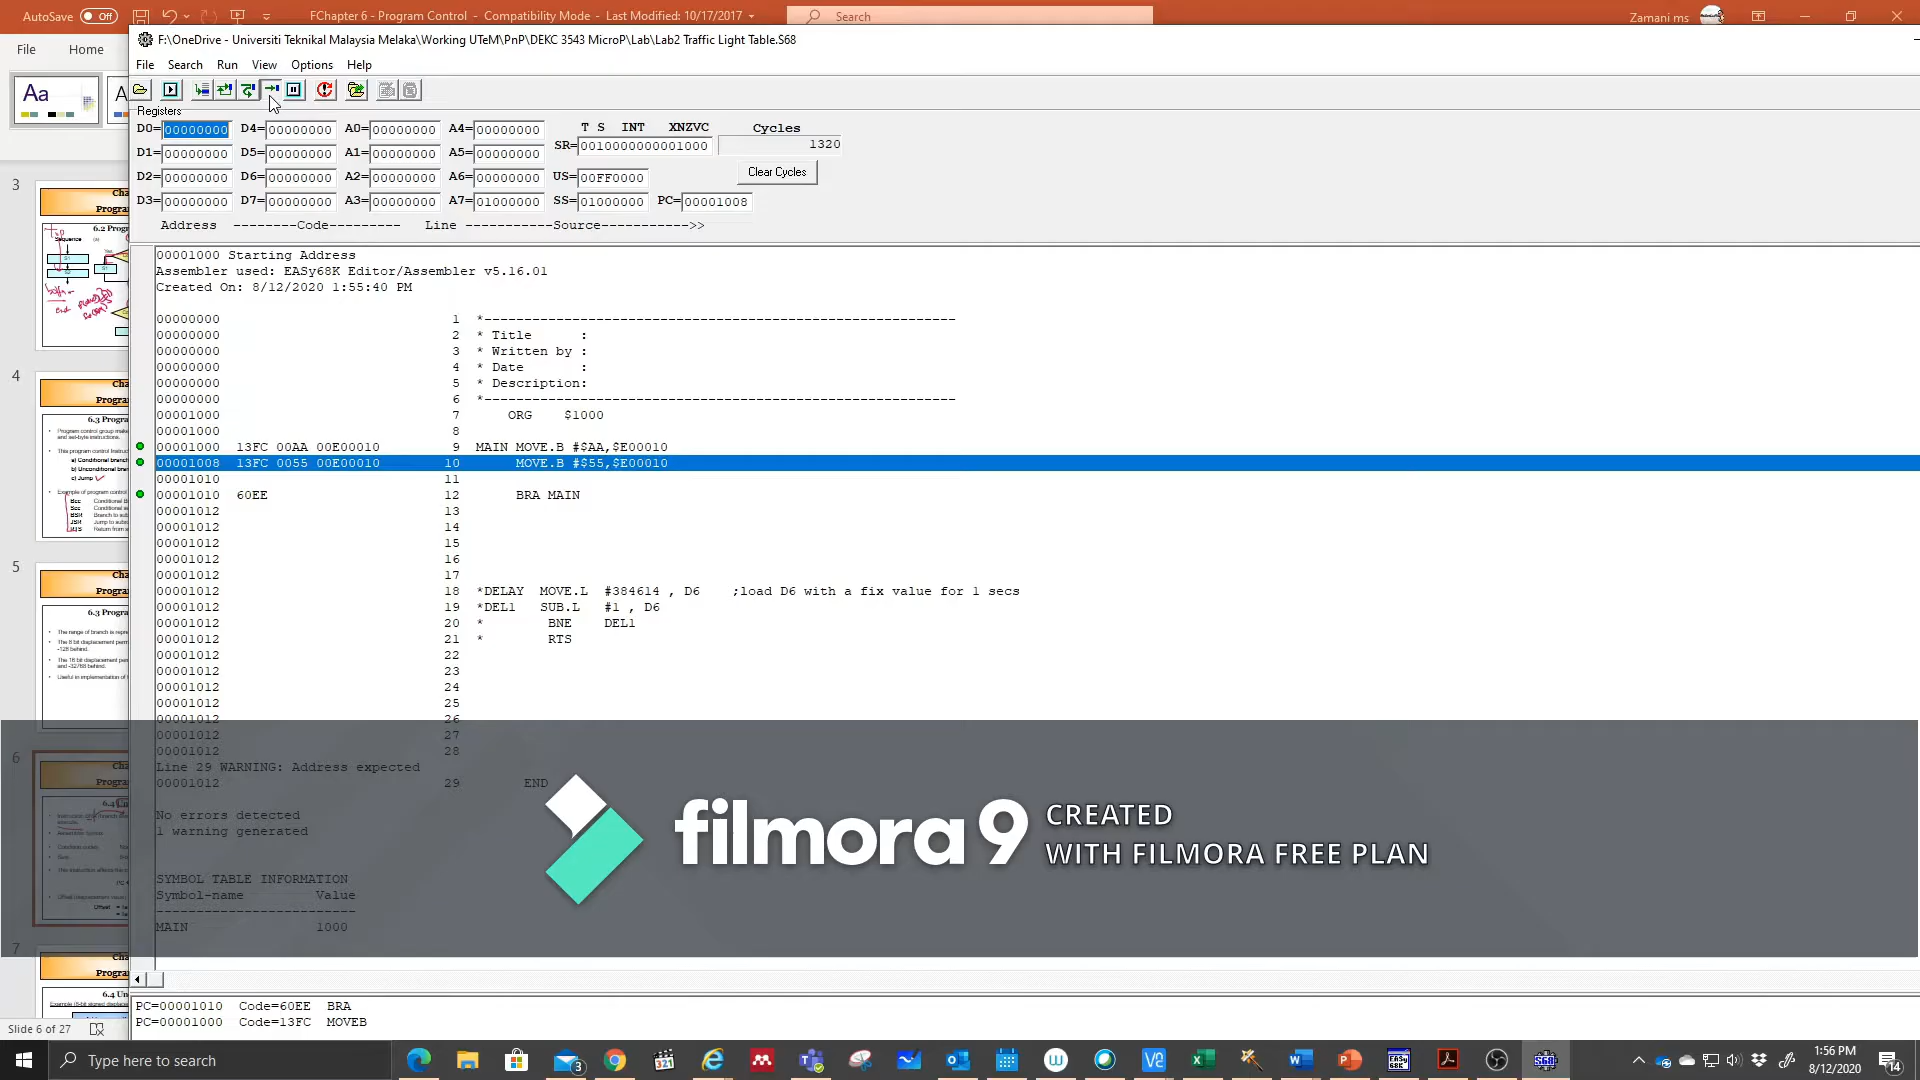 AutoSave Off
FChapter 6 - Program Control - Compatibility Mode - Last Modified: 10/17/2017
Search
Zamani ms
File Home
F:\OneDrive - Universiti Teknikal Malaysia Melaka\Working UTeM\PnP\DEKC 3543 MicroP\Lab\Lab2 Traffic Light Table.S68
File Search Run View Options Help
Registers
D0= 00000000 D4= 00000000 A0= 00000000 A4= 00000000 T S INT XNZVC Cycles
D1= 00000000 D5= 00000000 A1= 00000000 A5= 00000000 SR= 0010000000001000 1320
D2= 00000000 D6= 00000000 A2= 00000000 A6= 00000000 US= 00FF0000 Clear Cycles
D3= 00000000 D7= 00000000 A3= 00000000 A7= 01000000 SS= 01000000 PC= 00001008
Address --------Code--------- Line -----------Source----------->>
00001000 Starting Address
Assembler used: EASy68K Editor/Assembler v5.16.01
Created On: 8/12/2020 1:55:40 PM
00000000 1 *-----------------------------------------------------------
00000000 2 * Title :
00000000 3 * Written by :
00000000 4 * Date :
00000000 5 * Description:
00000000 6 *-----------------------------------------------------------
00001000 7 ORG $1000
00001000 8
00001000 13FC 00AA 00E00010 9 MAIN MOVE.B #$AA,$E00010
00001008 13FC 0055 00E00010 10 MOVE.B #$55,$E00010
00001010 11
00001010 60EE 12 BRA MAIN
00001012 13
00001012 14
00001012 15
00001012 16
00001012 17
00001012 18 *DELAY MOVE.L #384614 , D6 ;load D6 with a fix value for 1 secs
00001012 19 *DEL1 SUB.L #1 , D6
00001012 20 * BNE DEL1
00001012 21 * RTS
00001012 22
00001012 23
00001012 24
00001012 25
00001012 26
00001012 27
00001012 28
Line 29 WARNING: Address expected
00001012 29 END
No errors detected
1 warning generated
SYMBOL TABLE INFORMATION
Symbol-name Value
-------------------------
MAIN 1000
filmora 9 CREATED
WITH FILMORA FREE PLAN
PC=00001010 Code=60EE BRA
PC=00001000 Code=13FC MOVEB
3
4
5
6
7
Slide 6 of 27
Type here to search
1:56 PM
8/12/2020
14